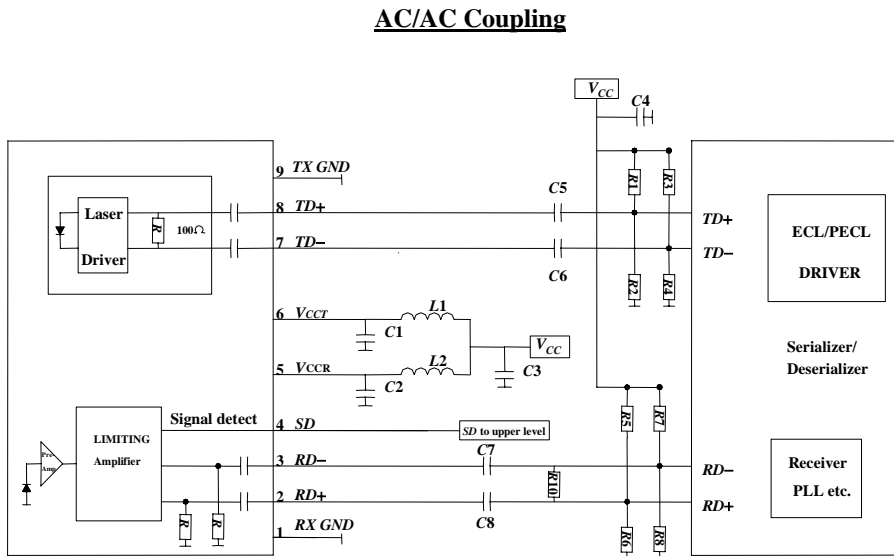 AC/AC Coupling
VCC
C4
9 TX GND
R1
R3
C5
Laser
8 TD+
TD+
R
100Ω
ECL/PECL
Driver
7 TD−
TD−
DRIVER
C6
R2
R4
6 VCCT
L1
C1
VCC
Serializer/
L2
C3
Deserializer
5 VCCR
C2
R5
R7
Signal detect
4 SD
SD to upper level
LIMITING
Amplifier
C7
Pre-
Amp
3 RD−
RD−
Receiver
R10
PLL etc.
2 RD+
RD+
C8
R
R
1 RX GND
R6
R8